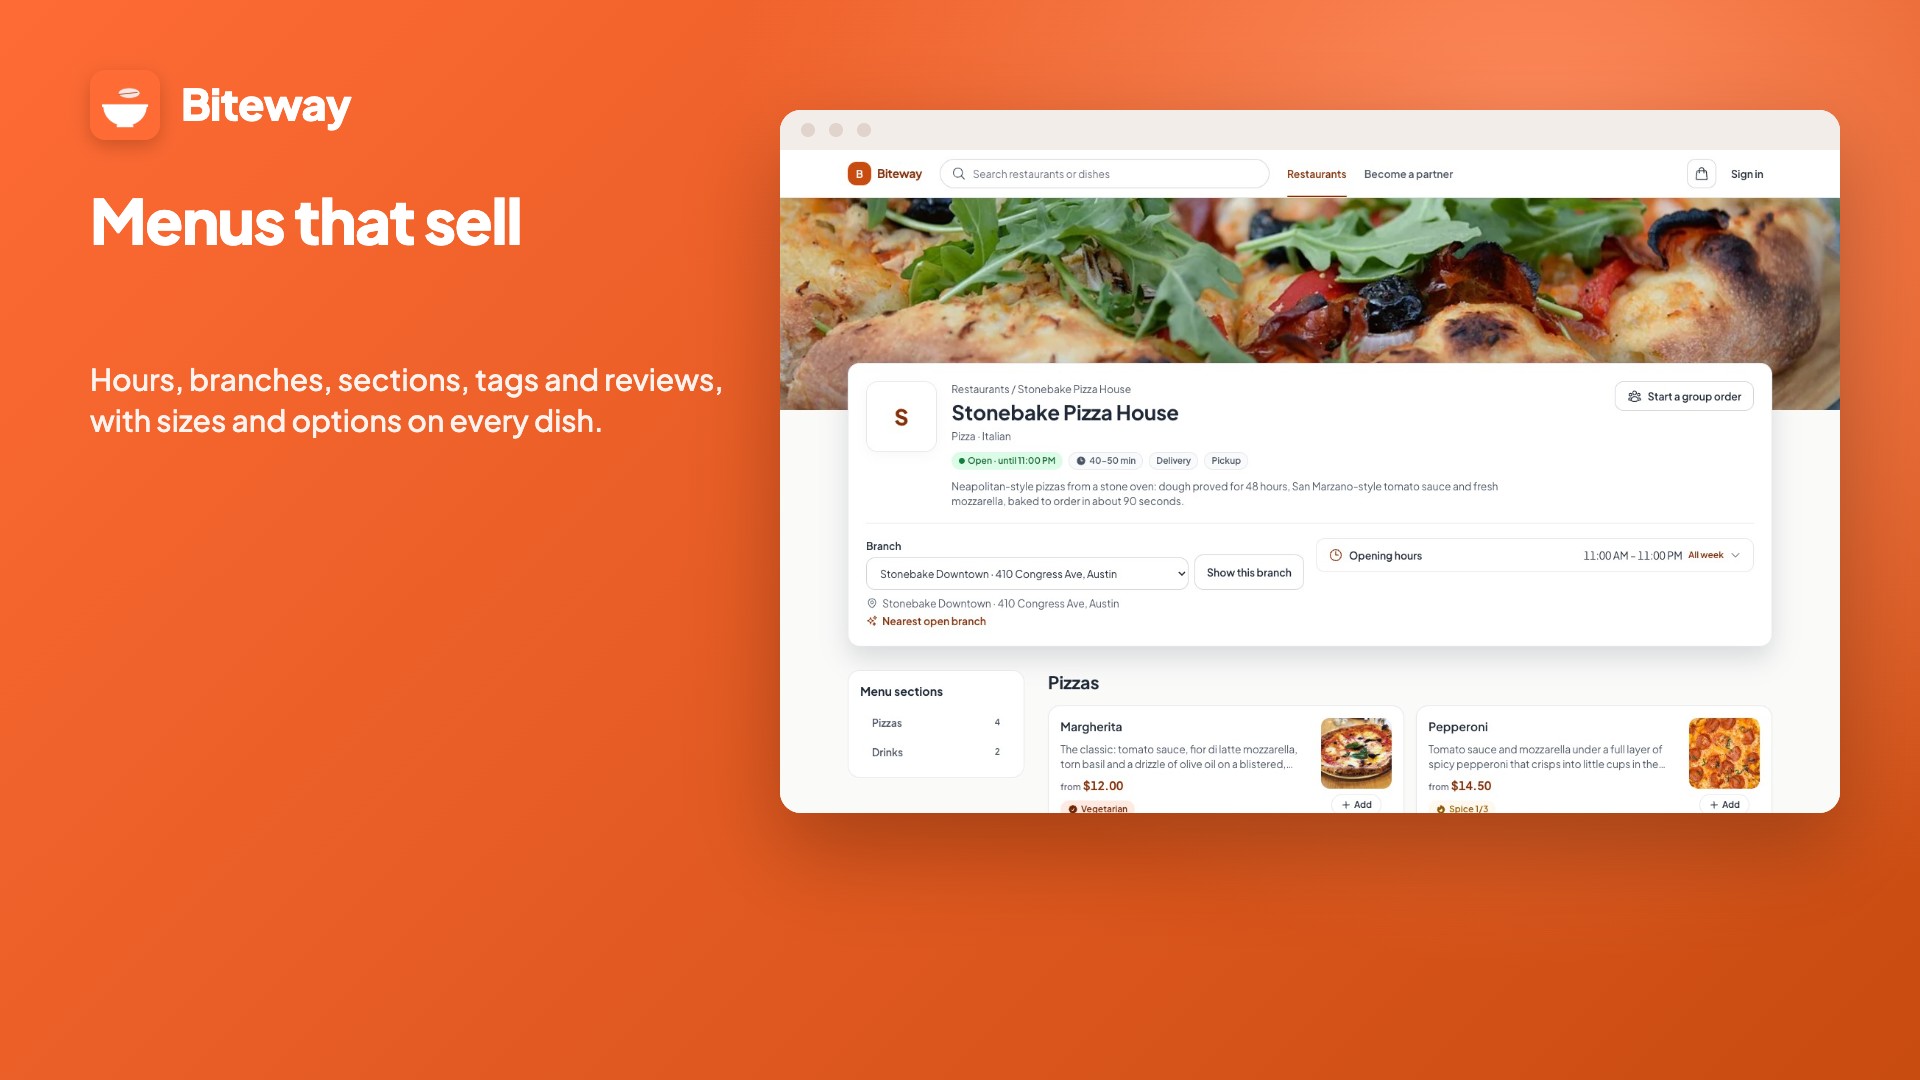 Biteway
Menus that sell
Hours, branches, sections, tags and reviews,
with sizes and options on every dish.
B Biteway
Search restaurants or dishes
Restaurants
Become a partner
Sign in
S
Restaurants / Stonebake Pizza House
Stonebake Pizza House
Pizza · Italian
Open · until 11:00 PM
40–50 min
Delivery
Pickup
Neapolitan-style pizzas from a stone oven: dough proved for 48 hours, San Marzano-style tomato sauce and fresh
mozzarella, baked to order in about 90 seconds.
Start a group order
Branch
Stonebake Downtown · 410 Congress Ave, Austin
Show this branch
Stonebake Downtown · 410 Congress Ave, Austin
Nearest open branch
Opening hours
11:00 AM – 11:00 PM All week
Menu sections
Pizzas 4
Drinks 2
Pizzas
Margherita
The classic: tomato sauce, fior di latte mozzarella,
torn basil and a drizzle of olive oil on a blistered,…
from $12.00
Vegetarian
+ Add
Pepperoni
Tomato sauce and mozzarella under a full layer of
spicy pepperoni that crisps into little cups in the…
from $14.50
Spice 1/3
+ Add